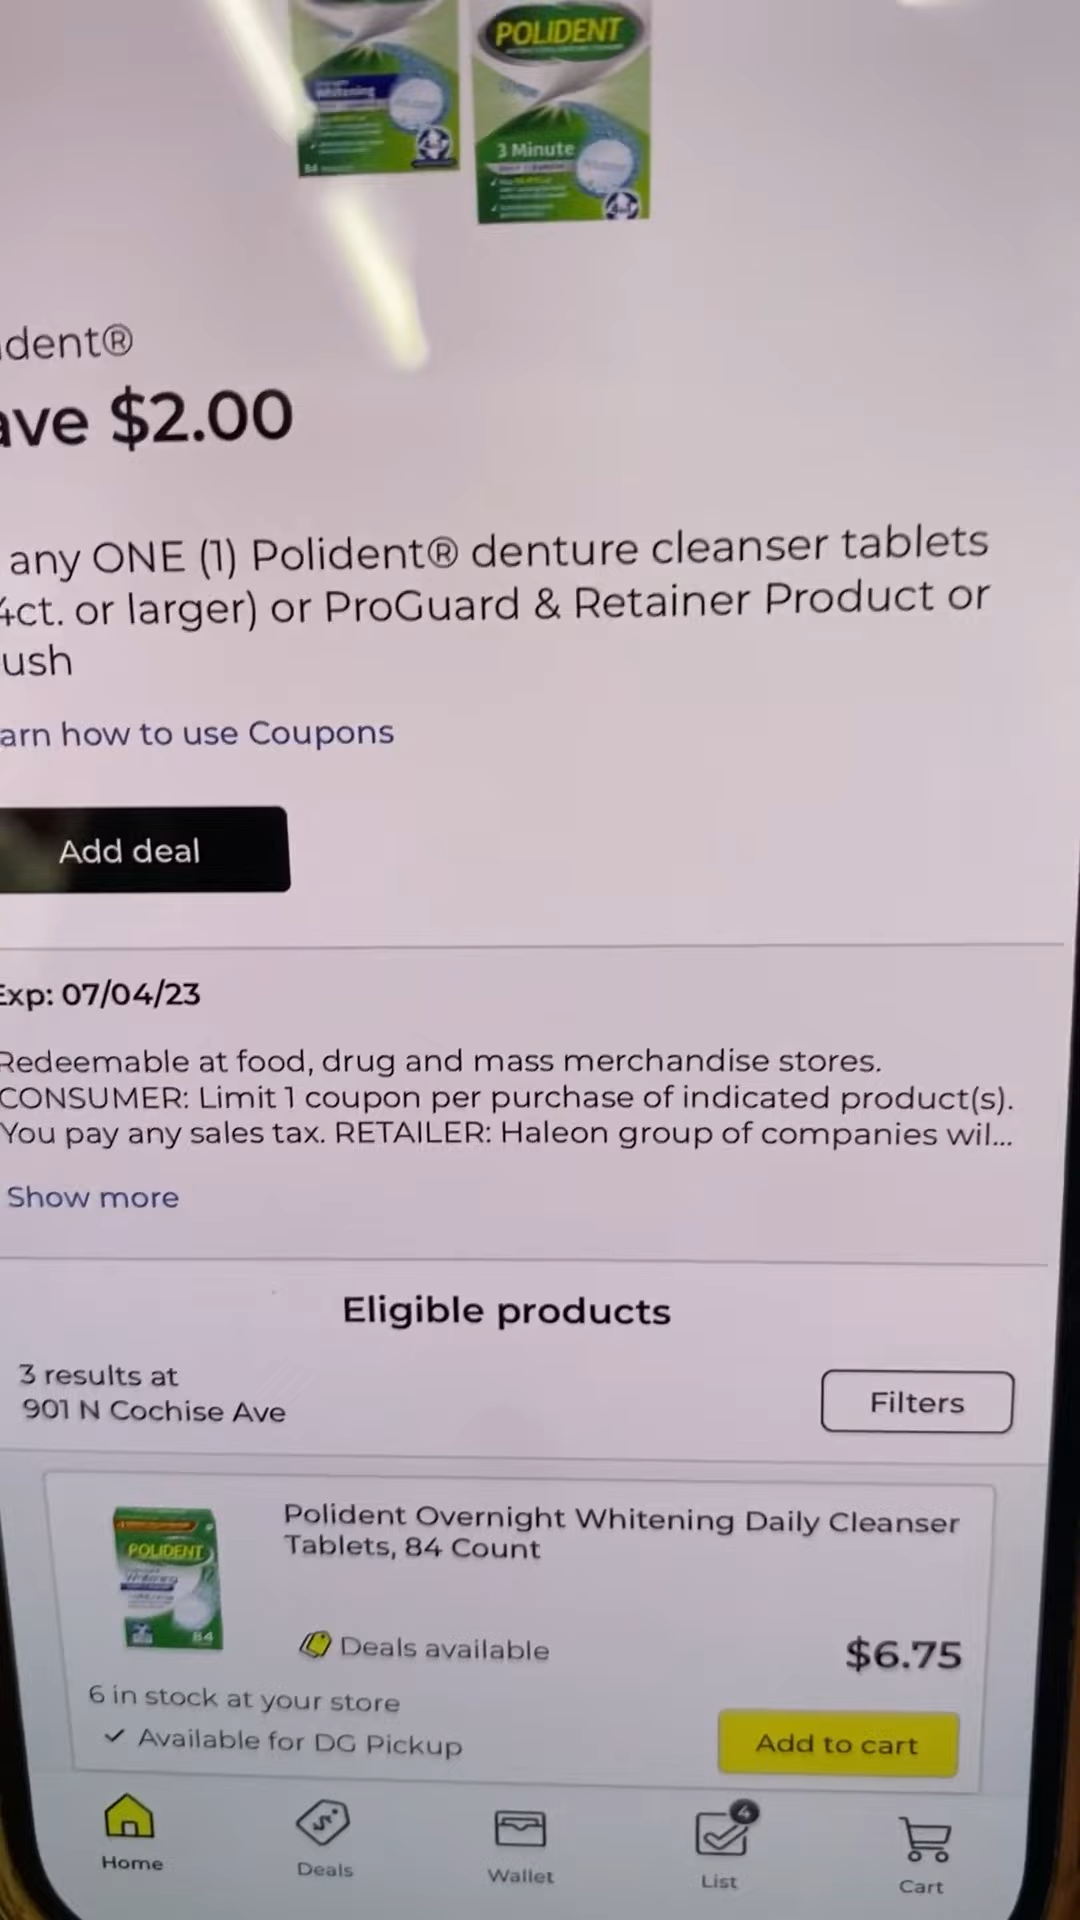 POLIDENT
Whitening
84
3 Minute
dent®
ave $2.00
any ONE (1) Polident® denture cleanser tablets
4ct. or larger) or ProGuard & Retainer Product or
ush
arn how to use Coupons
Add deal
Exp: 07/04/23
Redeemable at food, drug and mass merchandise stores.
CONSUMER: Limit 1 coupon per purchase of indicated product(s).
You pay any sales tax. RETAILER: Haleon group of companies wil...
Show more
Eligible products
3 results at
901 N Cochise Ave
Filters
Polident Overnight Whitening Daily Cleanser
Tablets, 84 Count
POLIDENT
Whitening
84
Deals available
$6.75
6 in stock at your store
Available for DG Pickup
Add to cart
4
Home
Deals
Wallet
List
Cart